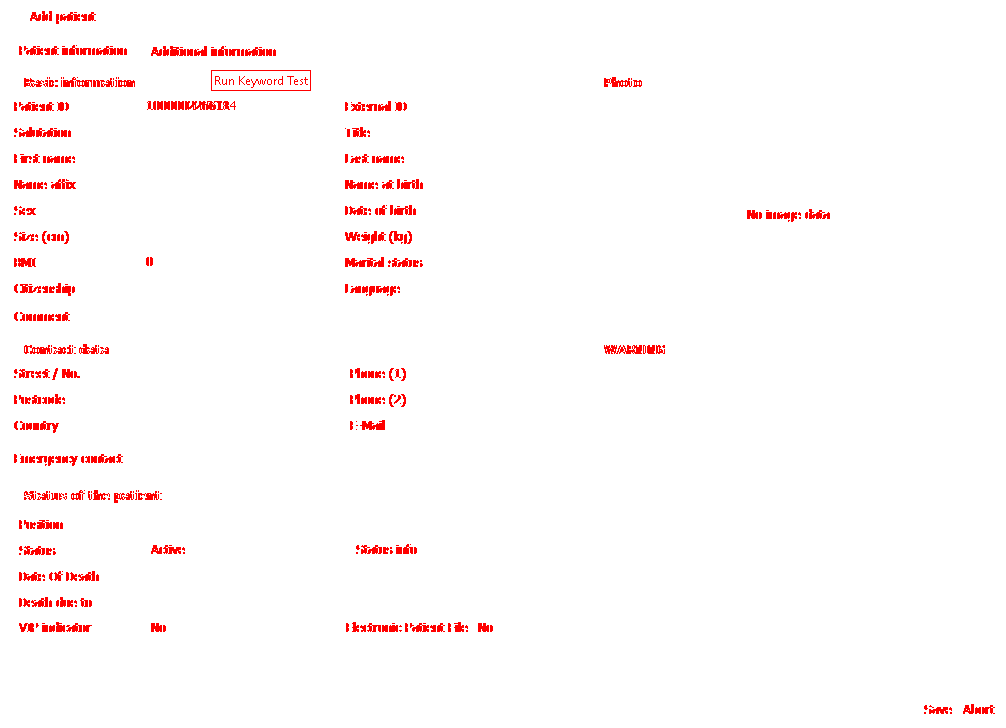 Add patient
Patient information Additional information
Basic information Run Keyword Test Photo
Patient ID External ID
Salutation Title
First name Last name
Name affix Name at birth
Sex Date of birth
No image data
Size (cm) Weight (kg)
BMI 0 Marital status
Citizenship Language
Comment
Contact data WARNING
Street / No. Phone (1)
Postcode Phone (2)
Country E-Mail
Emergency contact
Status of the patient
Position
Status Active Status info
Date Of Death
Death due to
VIP indicator No Electronic Patient File No
Save Abort